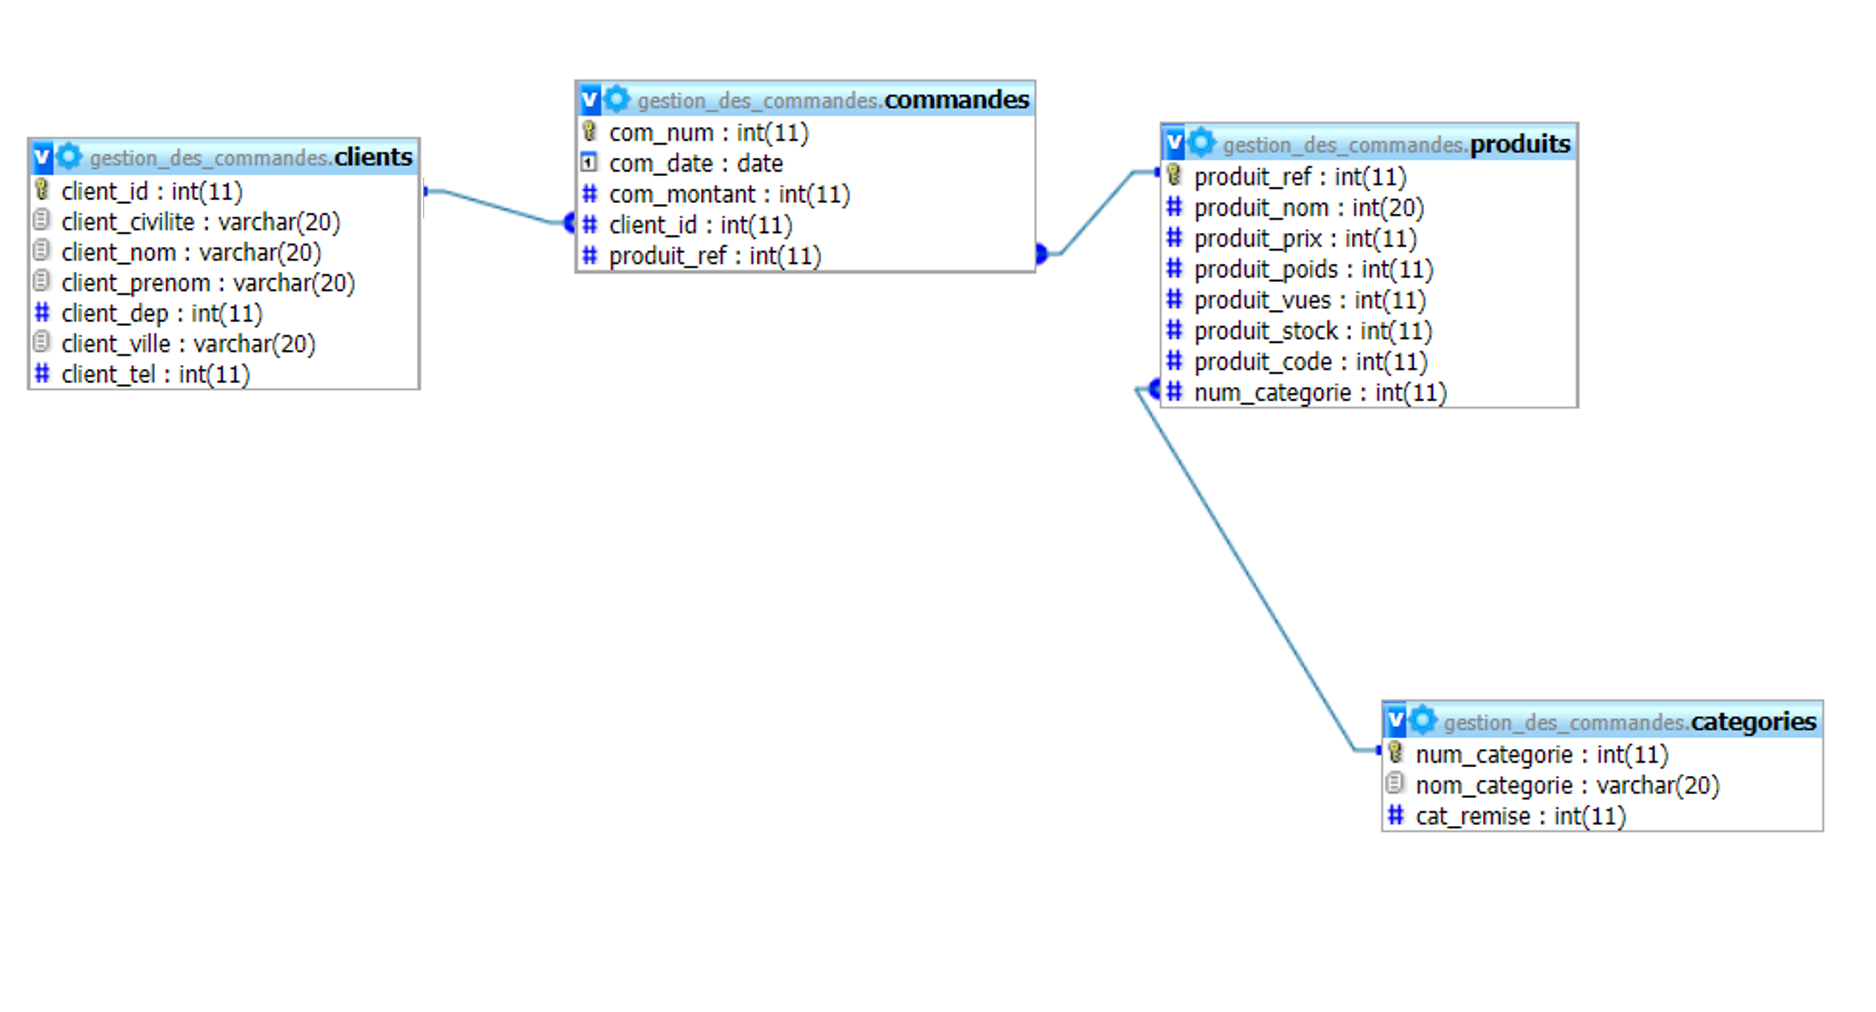 gestion_des_commandes.clients
client_id : int(11)
client_civilite : varchar(20)
client_nom : varchar(20)
client_prenom : varchar(20)
client_dep : int(11)
client_ville : varchar(20)
client_tel : int(11)
gestion_des_commandes.commandes
com_num : int(11)
com_date : date
com_montant : int(11)
client_id : int(11)
produit_ref : int(11)
gestion_des_commandes.produits
produit_ref : int(11)
produit_nom : int(20)
produit_prix : int(11)
produit_poids : int(11)
produit_vues : int(11)
produit_stock : int(11)
produit_code : int(11)
num_categorie : int(11)
gestion_des_commandes.categories
num_categorie : int(11)
nom_categorie : varchar(20)
cat_remise : int(11)